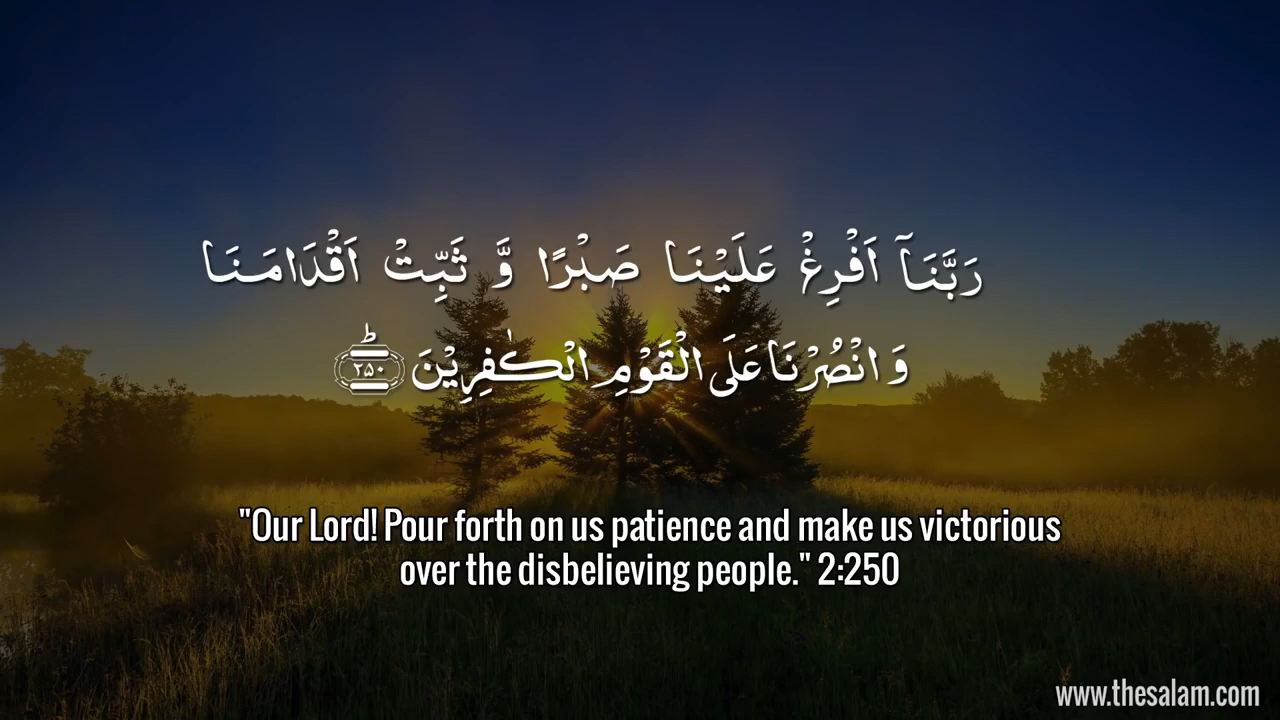 رَبَّنَآ اَفْرِغْ عَلَيْنَا صَبْرًا وَّ ثَبِّتْ اَقْدَامَنَا
وَ انْصُرْنَا عَلَى الْقَوْمِ الْكٰفِرِيْنَ ﴿۲۵۰﴾ؕ
"Our Lord! Pour forth on us patience and make us victorious
over the disbelieving people." 2:250
www.thesalam.com